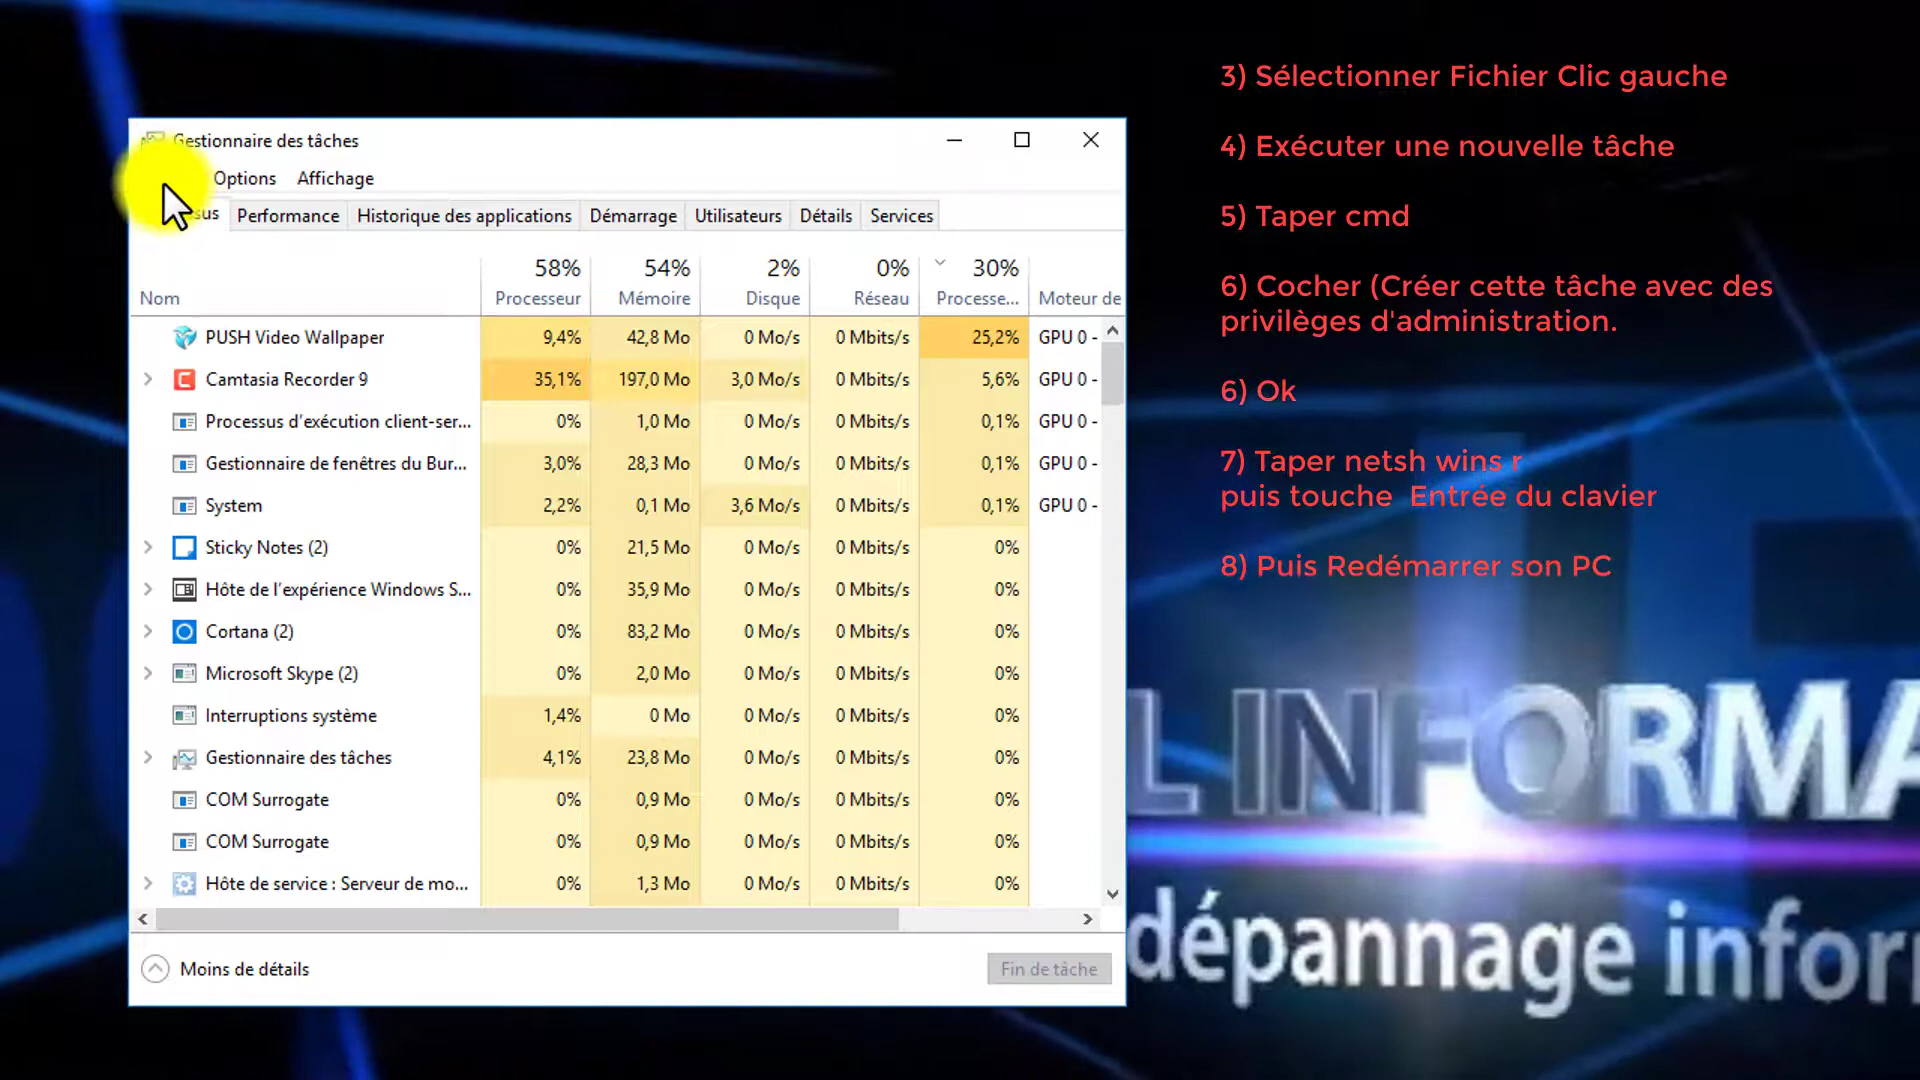 Gestionnaire des tâches
Options Affichage
Performance Historique des applications Démarrage Utilisateurs Détails Services
58% 54% 2% 0% 30%
Nom Processeur Mémoire Disque Réseau Processe... Moteur de
PUSH Video Wallpaper 9,4% 42,8 Mo 0 Mo/s 0 Mbits/s 25,2% GPU 0 -
Camtasia Recorder 9 35,1% 197,0 Mo 3,0 Mo/s 0 Mbits/s 5,6% GPU 0 -
Processus d'exécution client-ser... 0% 1,0 Mo 0 Mo/s 0 Mbits/s 0,1% GPU 0 -
Gestionnaire de fenêtres du Bur... 3,0% 28,3 Mo 0 Mo/s 0 Mbits/s 0,1% GPU 0 -
System 2,2% 0,1 Mo 3,6 Mo/s 0 Mbits/s 0,1% GPU 0 -
Sticky Notes (2) 0% 21,5 Mo 0 Mo/s 0 Mbits/s 0%
Hôte de l'expérience Windows S... 0% 35,9 Mo 0 Mo/s 0 Mbits/s 0%
Cortana (2) 0% 83,2 Mo 0 Mo/s 0 Mbits/s 0%
Microsoft Skype (2) 0% 2,0 Mo 0 Mo/s 0 Mbits/s 0%
Interruptions système 1,4% 0 Mo 0 Mo/s 0 Mbits/s 0%
Gestionnaire des tâches 4,1% 23,8 Mo 0 Mo/s 0 Mbits/s 0%
COM Surrogate 0% 0,9 Mo 0 Mo/s 0 Mbits/s 0%
COM Surrogate 0% 0,9 Mo 0 Mo/s 0 Mbits/s 0%
Hôte de service : Serveur de mo... 0% 1,3 Mo 0 Mo/s 0 Mbits/s 0%
Moins de détails Fin de tâche
3) Sélectionner Fichier Clic gauche
4) Exécuter une nouvelle tâche
5) Taper cmd
6) Cocher (Créer cette tâche avec des
privilèges d'administration.
6) Ok
7) Taper netsh wins r
puis touche Entrée du clavier
8) Puis Redémarrer son PC
L INFORMA
dépannage infor